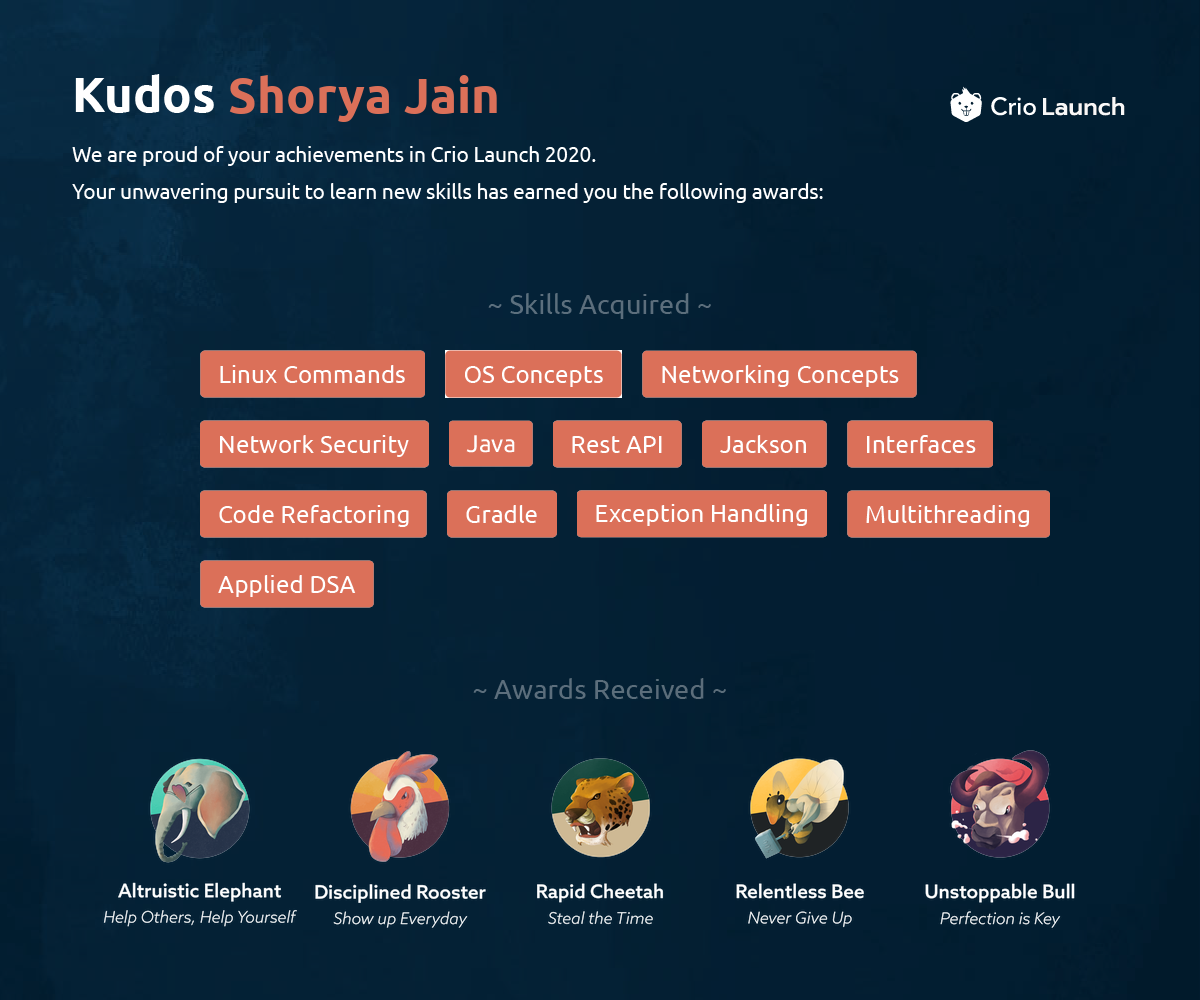 Kudos Shorya Jain
Crio Launch
We are proud of your achievements in Crio Launch 2020.
Your unwavering pursuit to learn new skills has earned you the following awards:
~ Skills Acquired ~
Linux Commands OS Concepts Networking Concepts
Network Security Java Rest API Jackson Interfaces
Code Refactoring Gradle Exception Handling Multithreading
Applied DSA
~ Awards Received ~
Altruistic Elephant Disciplined Rooster Rapid Cheetah Relentless Bee Unstoppable Bull
Help Others, Help Yourself Show up Everyday Steal the Time Never Give Up Perfection is Key